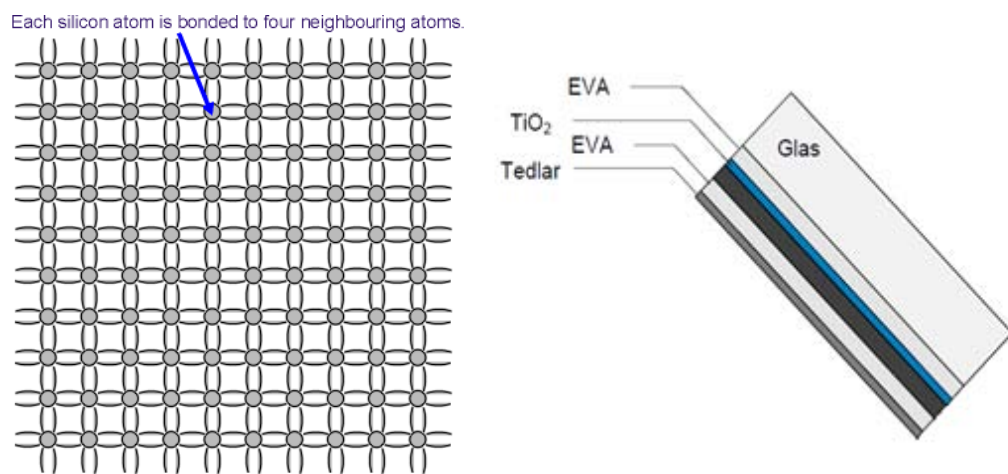 Each silicon atom is bonded to four neighbouring atoms.
EVA
TiO₂
EVA
Tedlar
Glas